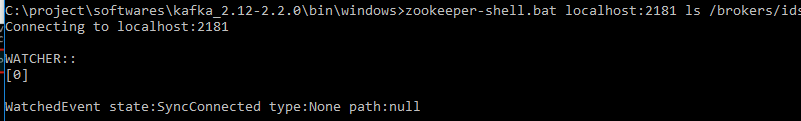 C:\project\softwares\kafka_2.12-2.2.0\bin\windows>zookeeper-shell.bat localhost:2181 ls /brokers/ids
Connecting to localhost:2181
WATCHER::
[0]
WatchedEvent state:SyncConnected type:None path:null